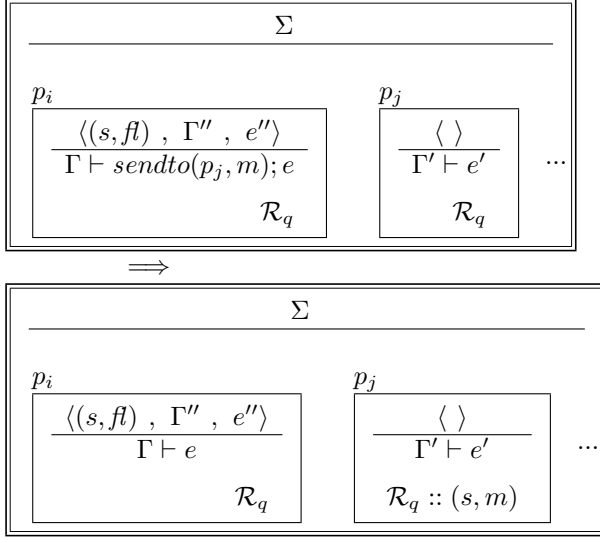 Σ
p_i p_j
⟨(s, fl) , Γ'' , e''⟩ ⟨ ⟩
Γ ⊢ sendto(p_j, m); e Γ' ⊢ e' ...
ℛ_q ℛ_q
⟹
Σ
p_i p_j
⟨(s, fl) , Γ'' , e''⟩ ⟨ ⟩
Γ ⊢ e Γ' ⊢ e' ...
ℛ_q ℛ_q :: (s, m)